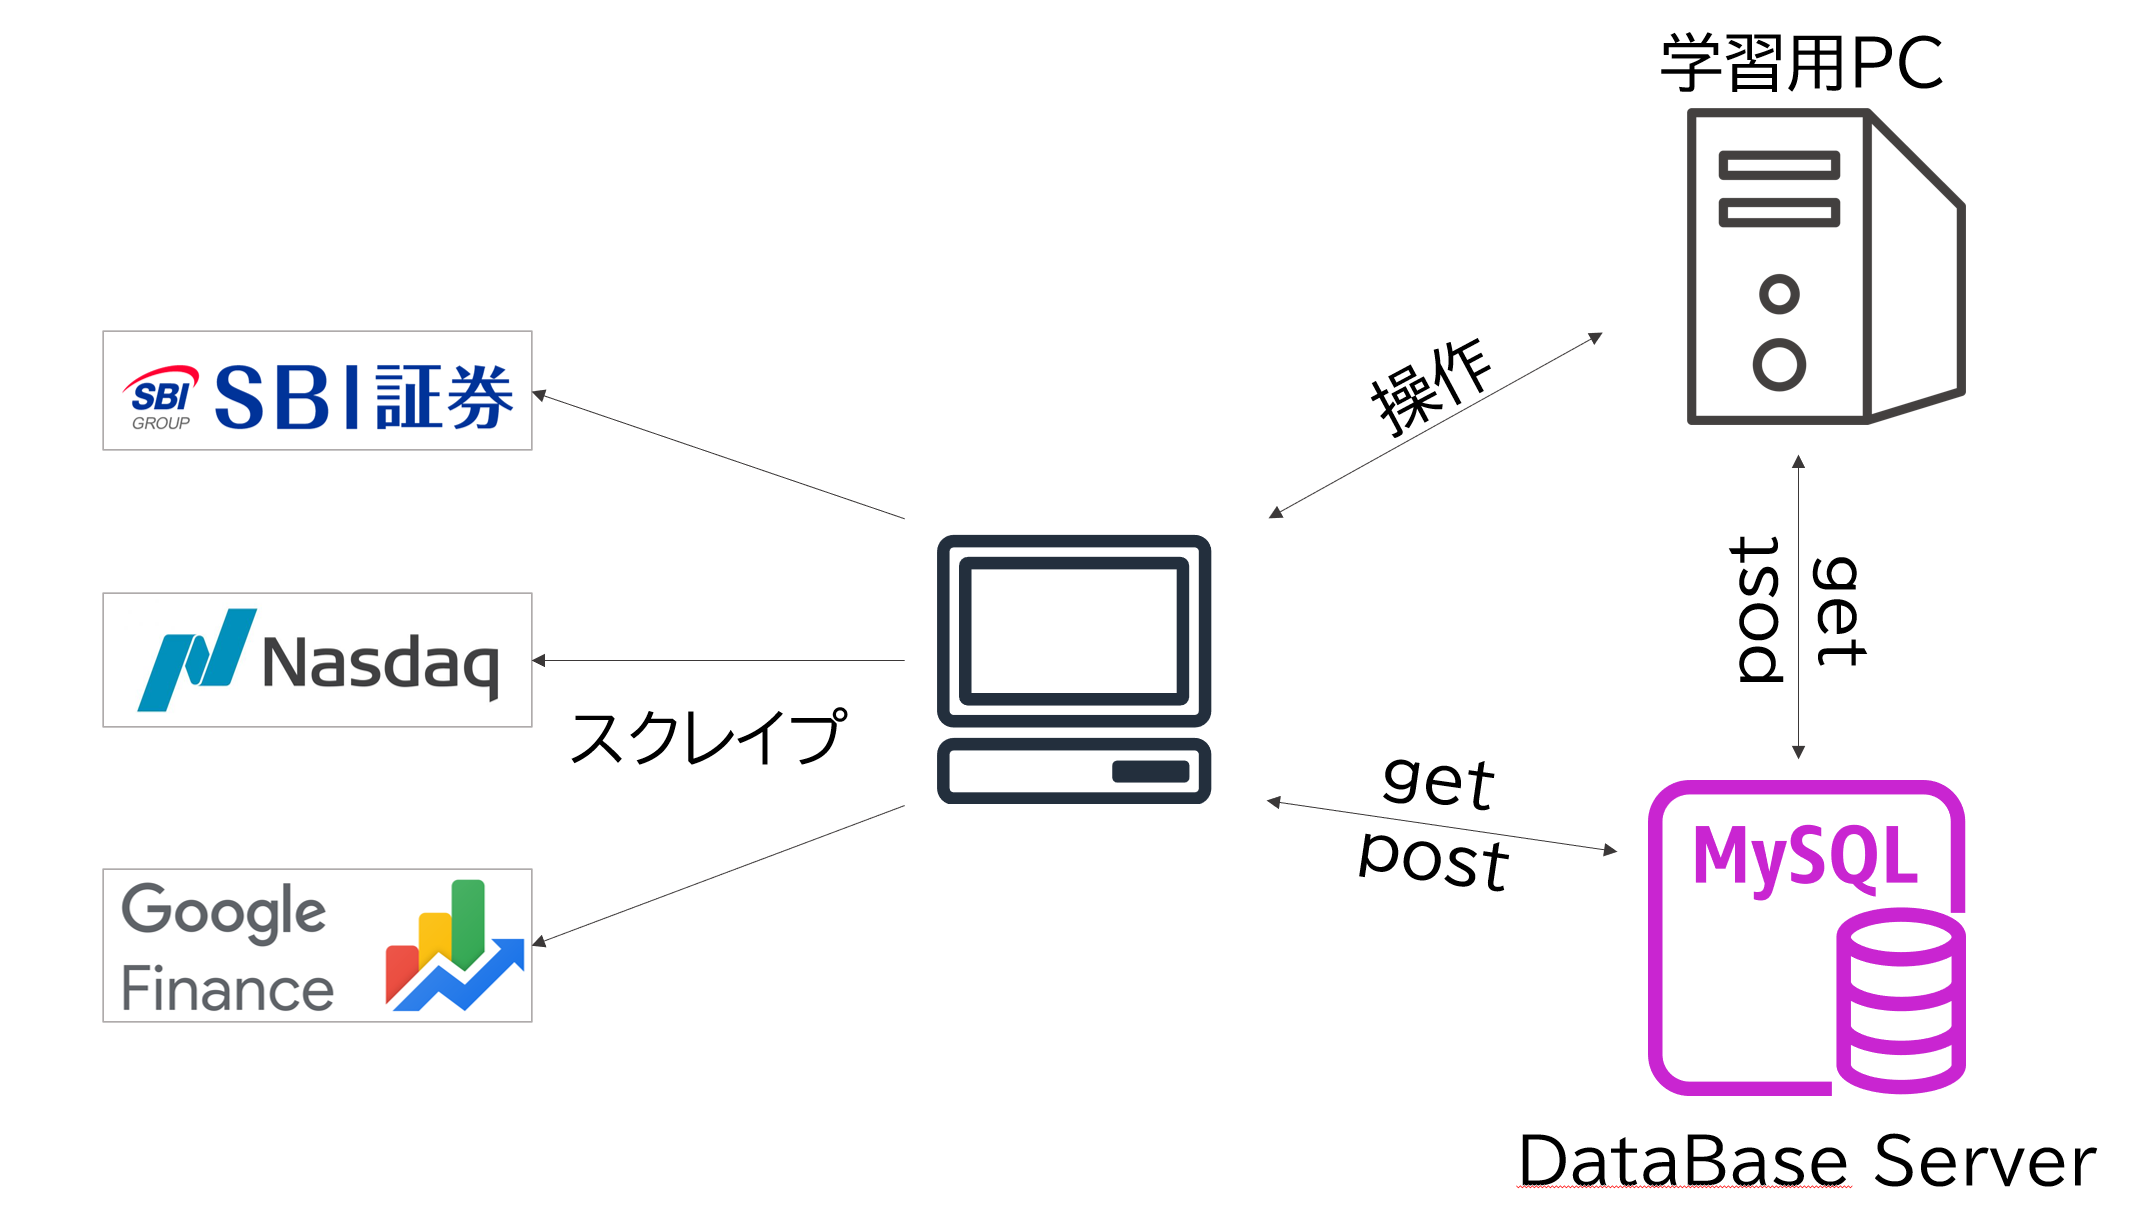 学習用PC
SBI GROUP SBI証券
操作
post
get
Nasdaq
スクレイプ
get
post
MySQL
Google
Finance
DataBase Server